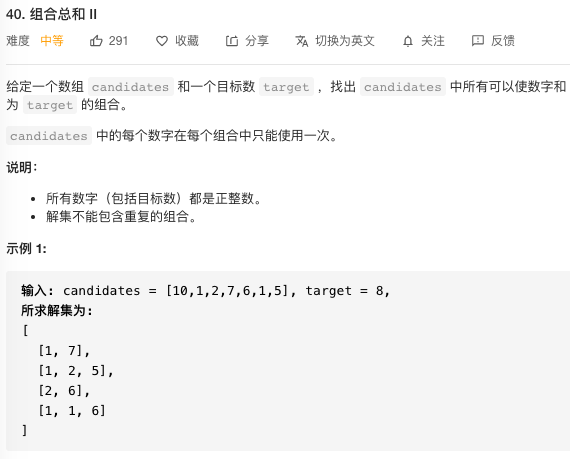 40. 组合总和 II
难度 中等 291 收藏 分享 切换为英文 关注 反馈
给定一个数组 candidates 和一个目标数 target ，找出 candidates 中所有可以使数字和
为 target 的组合。
candidates 中的每个数字在每个组合中只能使用一次。
说明：
• 所有数字（包括目标数）都是正整数。
• 解集不能包含重复的组合。
示例 1:
输入: candidates = [10,1,2,7,6,1,5], target = 8,
所求解集为:
[
[1, 7],
[1, 2, 5],
[2, 6],
[1, 1, 6]
]